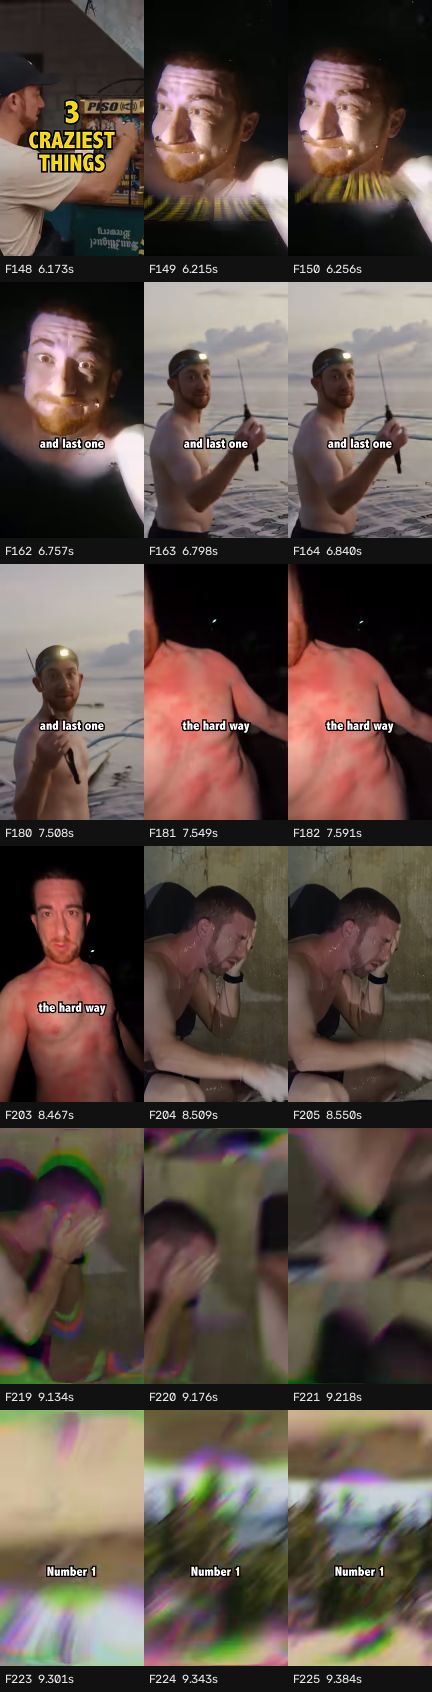 3
CRAZIEST
THINGS
PISO
San Miguel
Brewery
F148 6.173s
F149 6.215s
F150 6.256s
and last one
and last one
and last one
F162 6.757s
F163 6.798s
F164 6.840s
and last one
the hard way
the hard way
F180 7.508s
F181 7.549s
F182 7.591s
the hard way
F203 8.467s
F204 8.509s
F205 8.550s
F219 9.134s
F220 9.176s
F221 9.218s
Number 1
Number 1
Number 1
F223 9.301s
F224 9.343s
F225 9.384s